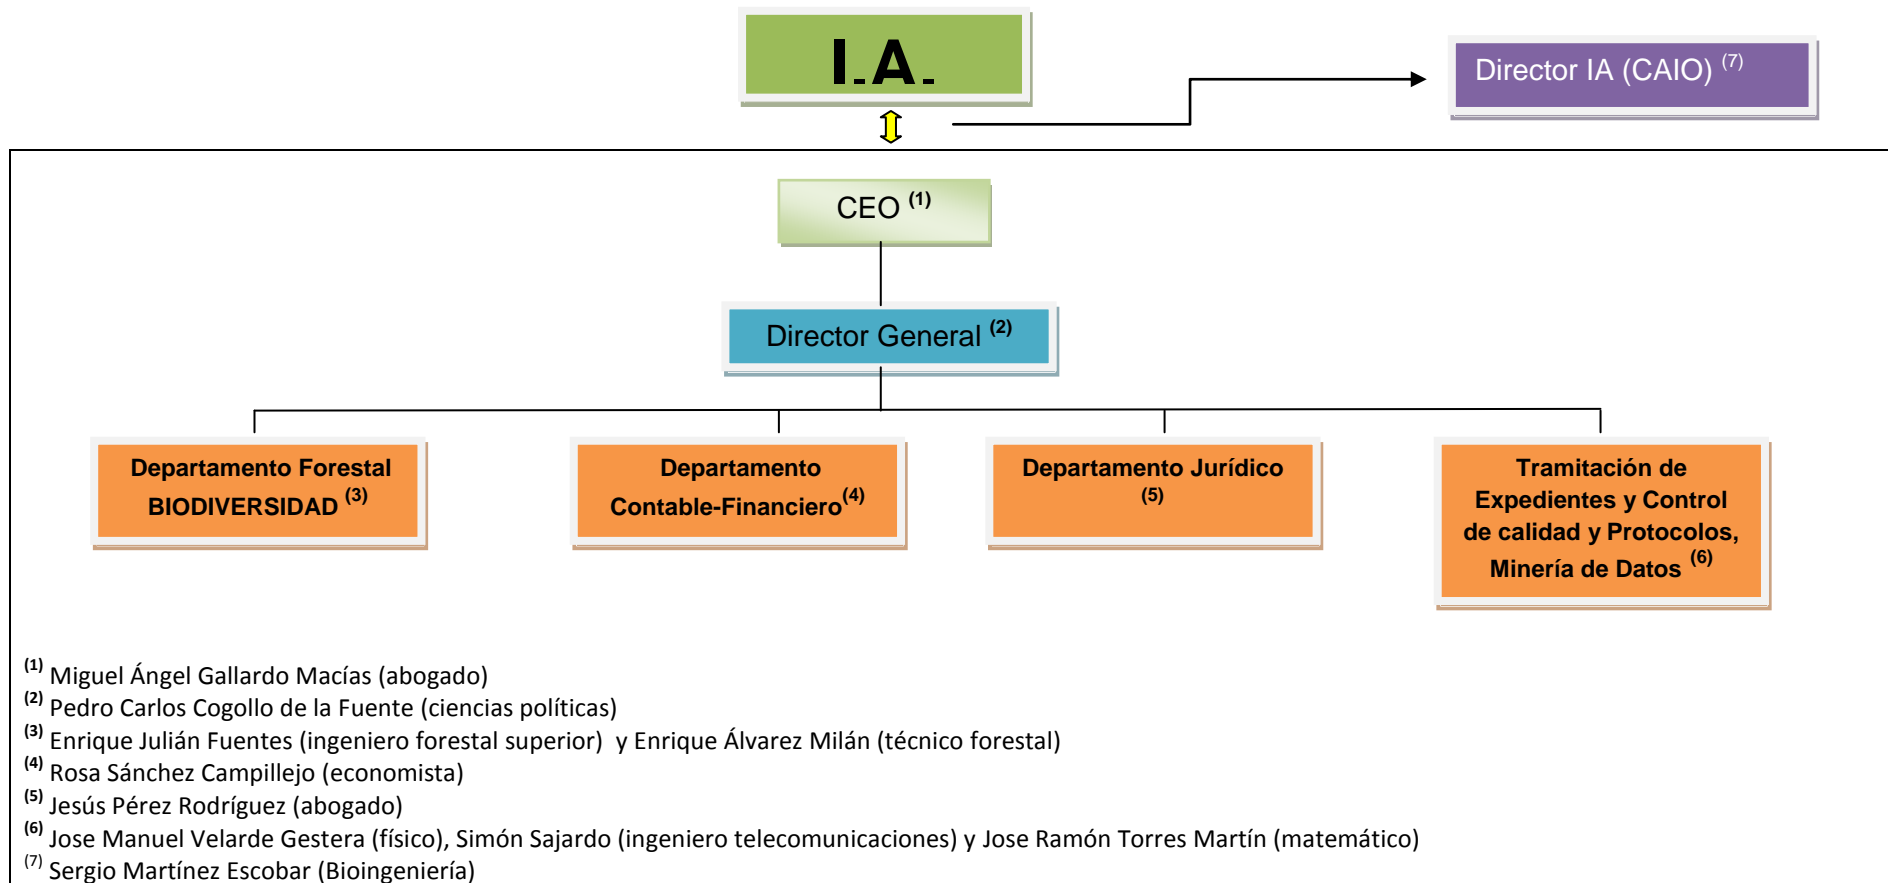 I.A.
Director IA (CAIO) (7)
CEO (1)
Director General (2)
Departamento Forestal
BIODIVERSIDAD (3)
Departamento
Contable-Financiero(4)
Departamento Jurídico
(5)
Tramitación de
Expedientes y Control
de calidad y Protocolos,
Minería de Datos (6)
(1) Miguel Ángel Gallardo Macías (abogado)
(2) Pedro Carlos Cogollo de la Fuente (ciencias políticas)
(3) Enrique Julián Fuentes (ingeniero forestal superior) y Enrique Álvarez Milán (técnico forestal)
(4) Rosa Sánchez Campillejo (economista)
(5) Jesús Pérez Rodríguez (abogado)
(6) Jose Manuel Velarde Gestera (físico), Simón Sajardo (ingeniero telecomunicaciones) y Jose Ramón Torres Martín (matemático)
(7) Sergio Martínez Escobar (Bioingeniería)